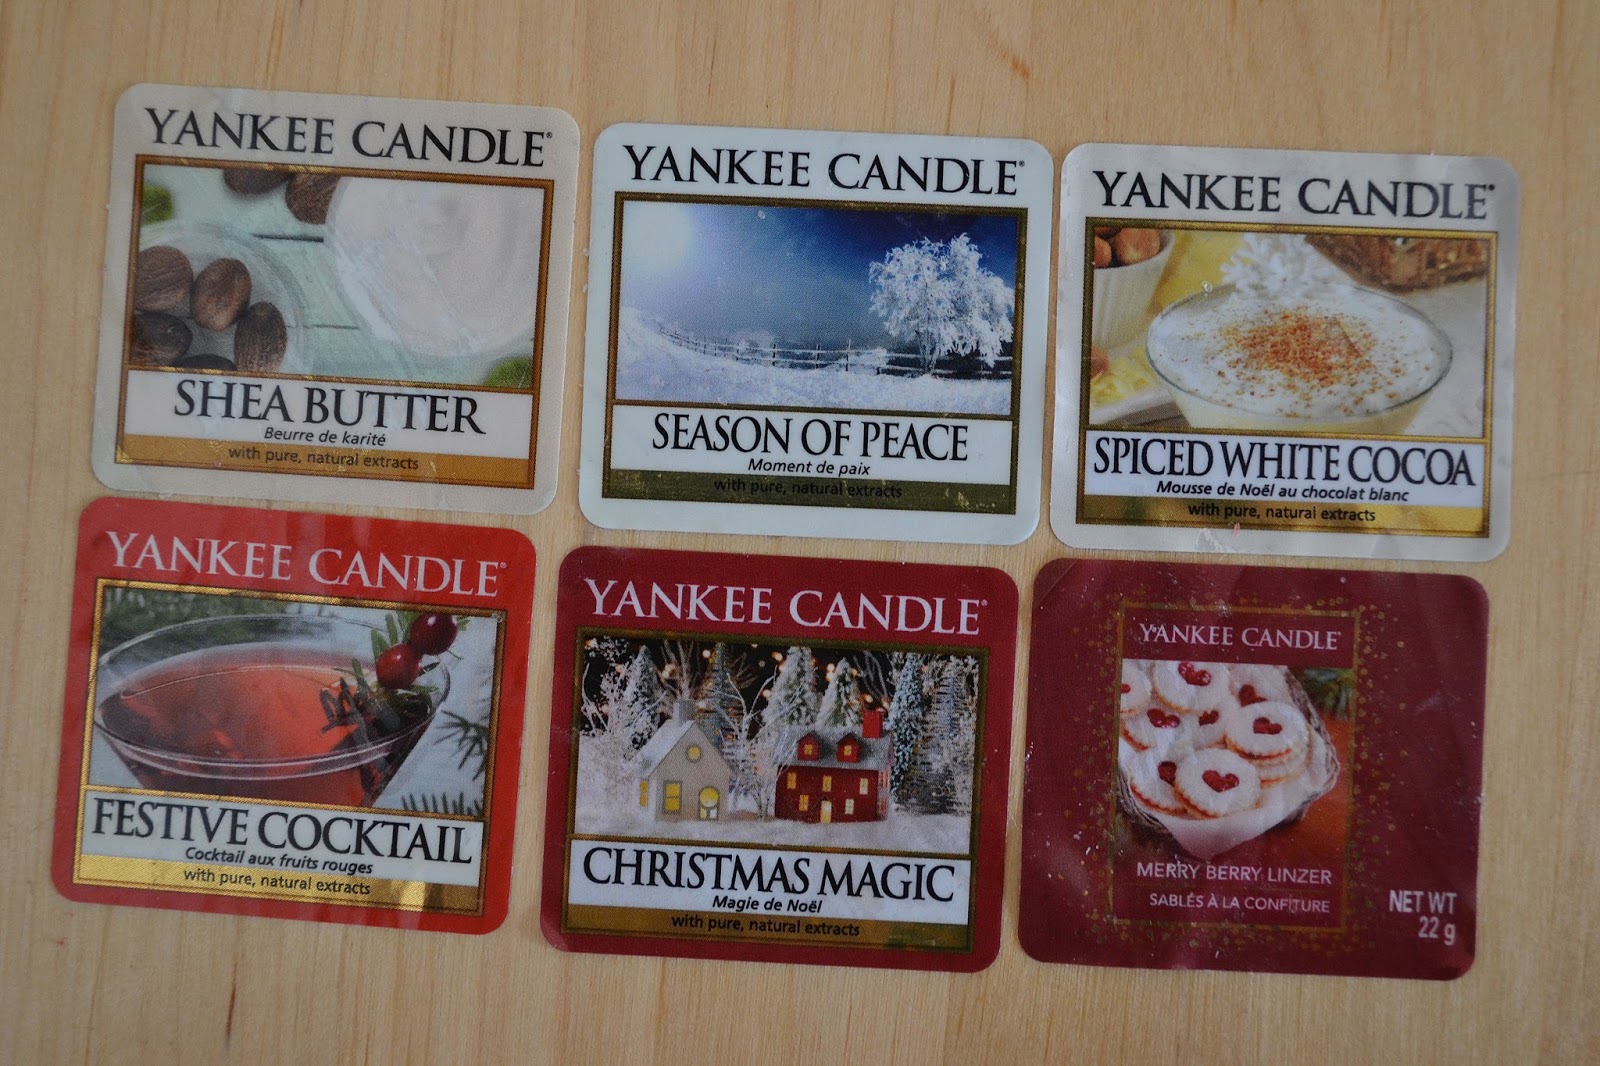 YANKEE CANDLE®
SHEA BUTTER
Beurre de karité
with pure, natural extracts
YANKEE CANDLE®
SEASON OF PEACE
Moment de paix
with pure, natural extracts
YANKEE CANDLE®
SPICED WHITE COCOA
Mousse de Noël au chocolat blanc
with pure, natural extracts
YANKEE CANDLE®
FESTIVE COCKTAIL
Cocktail aux fruits rouges
with pure, natural extracts
YANKEE CANDLE®
CHRISTMAS MAGIC
Magie de Noël
with pure, natural extracts
YANKEE CANDLE®
MERRY BERRY LINZER
SABLÉS À LA CONFITURE
NET WT
22 g